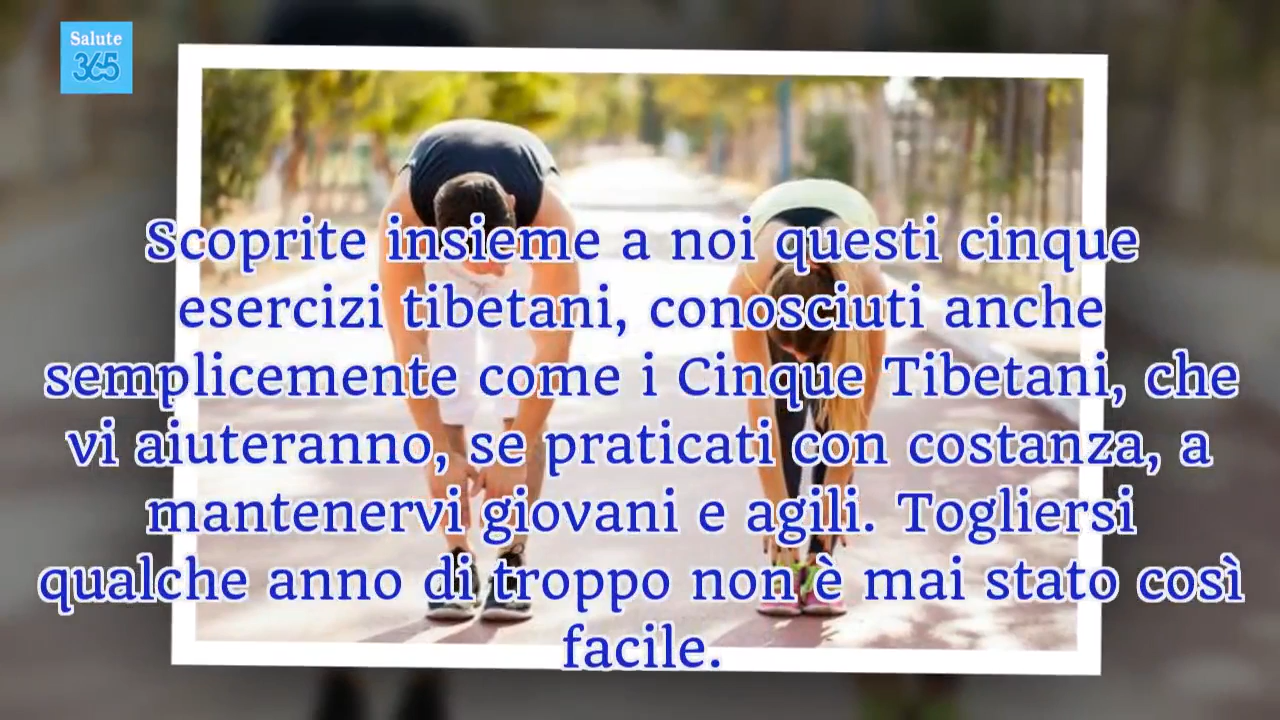 Salute
365
Scoprite insieme a noi questi cinque
esercizi tibetani, conosciuti anche
semplicemente come i Cinque Tibetani, che
vi aiuteranno, se praticati con costanza, a
mantenervi giovani e agili. Togliersi
qualche anno di troppo non è mai stato così
facile.